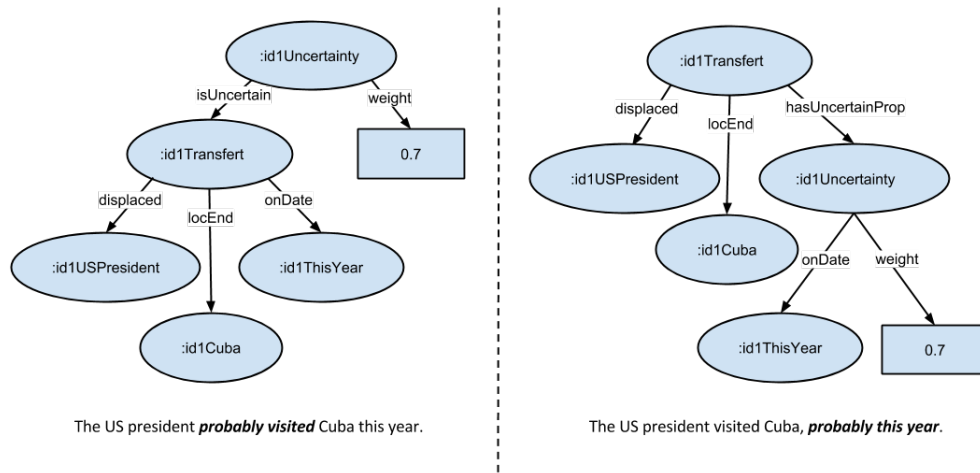 :id1Uncertainty
isUncertain
weight
:id1Transfert
0.7
displaced
locEnd
onDate
:id1USPresident
:id1ThisYear
:id1Cuba
The US president probably visited Cuba this year.
:id1Transfert
displaced
locEnd
hasUncertainProp
:id1USPresident
:id1Uncertainty
:id1Cuba
onDate
weight
:id1ThisYear
0.7
The US president visited Cuba, probably this year.